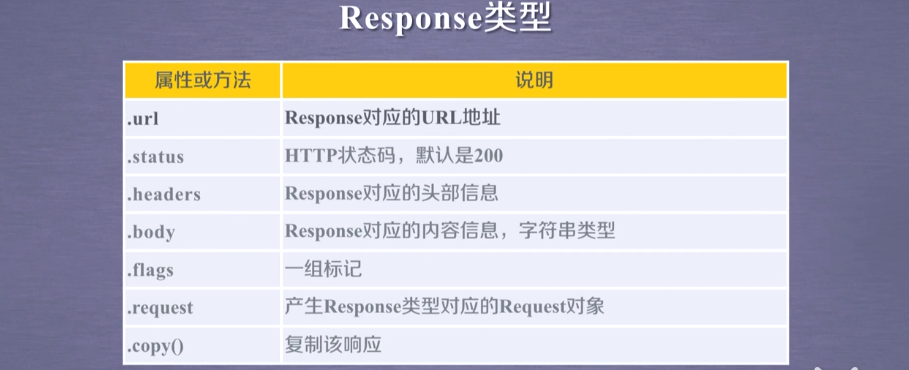 Response类型
属性或方法 说明
.url Response对应的URL地址
.status HTTP状态码，默认是200
.headers Response对应的头部信息
.body Response对应的内容信息，字符串类型
.flags 一组标记
.request 产生Response类型对应的Request对象
.copy() 复制该响应